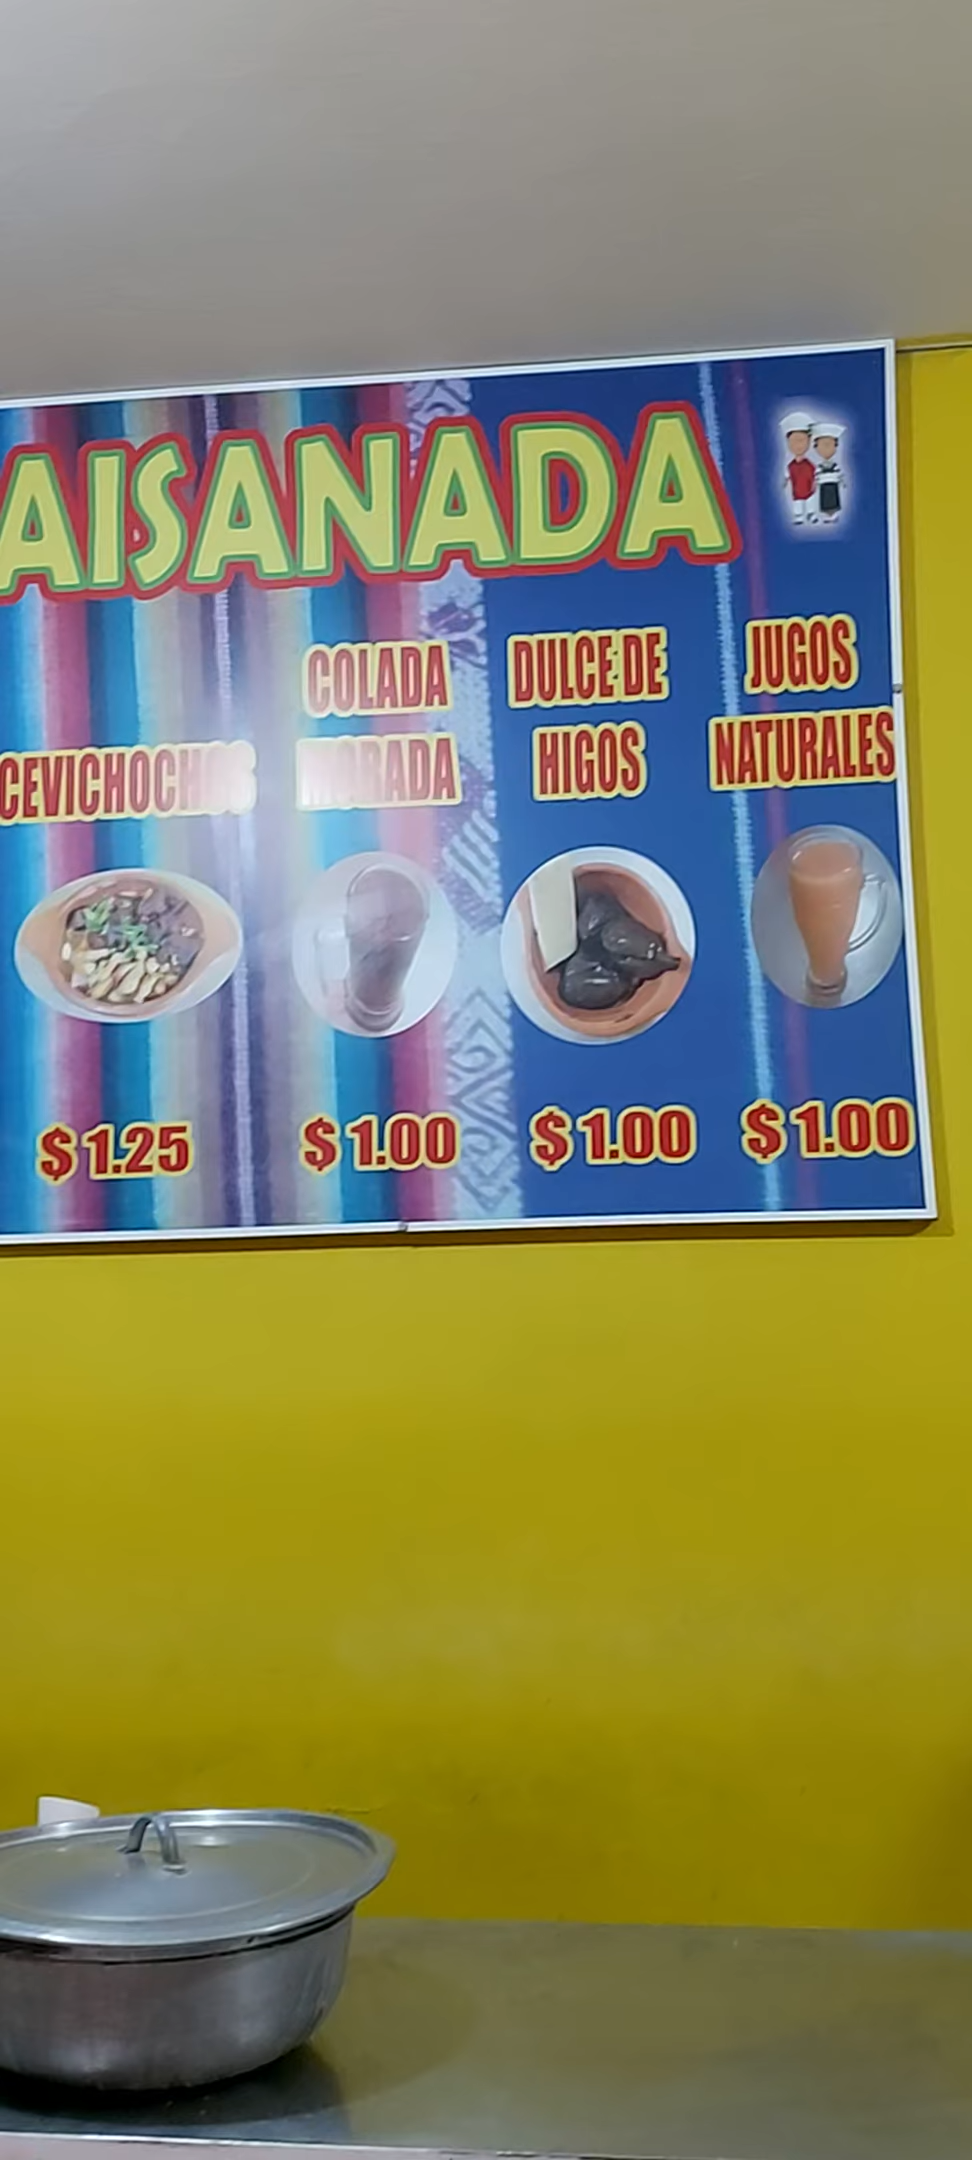 AISANADA
CEVICHOCHOS
COLADA
MORADA
DULCE DE
HIGOS
JUGOS
NATURALES
$ 1.25
$ 1.00
$ 1.00
$ 1.00